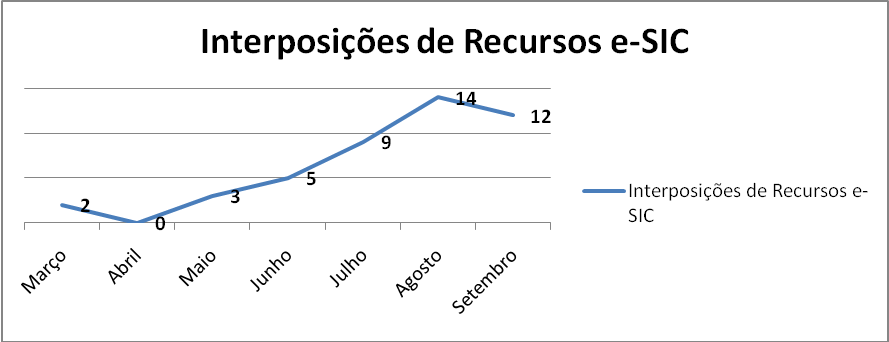 Interposições de Recursos e-SIC
14
12
9
5
3
2
0
Interposições de Recursos e-
SIC
Março
Abril
Maio
Junho
Julho
Agosto
Setembro